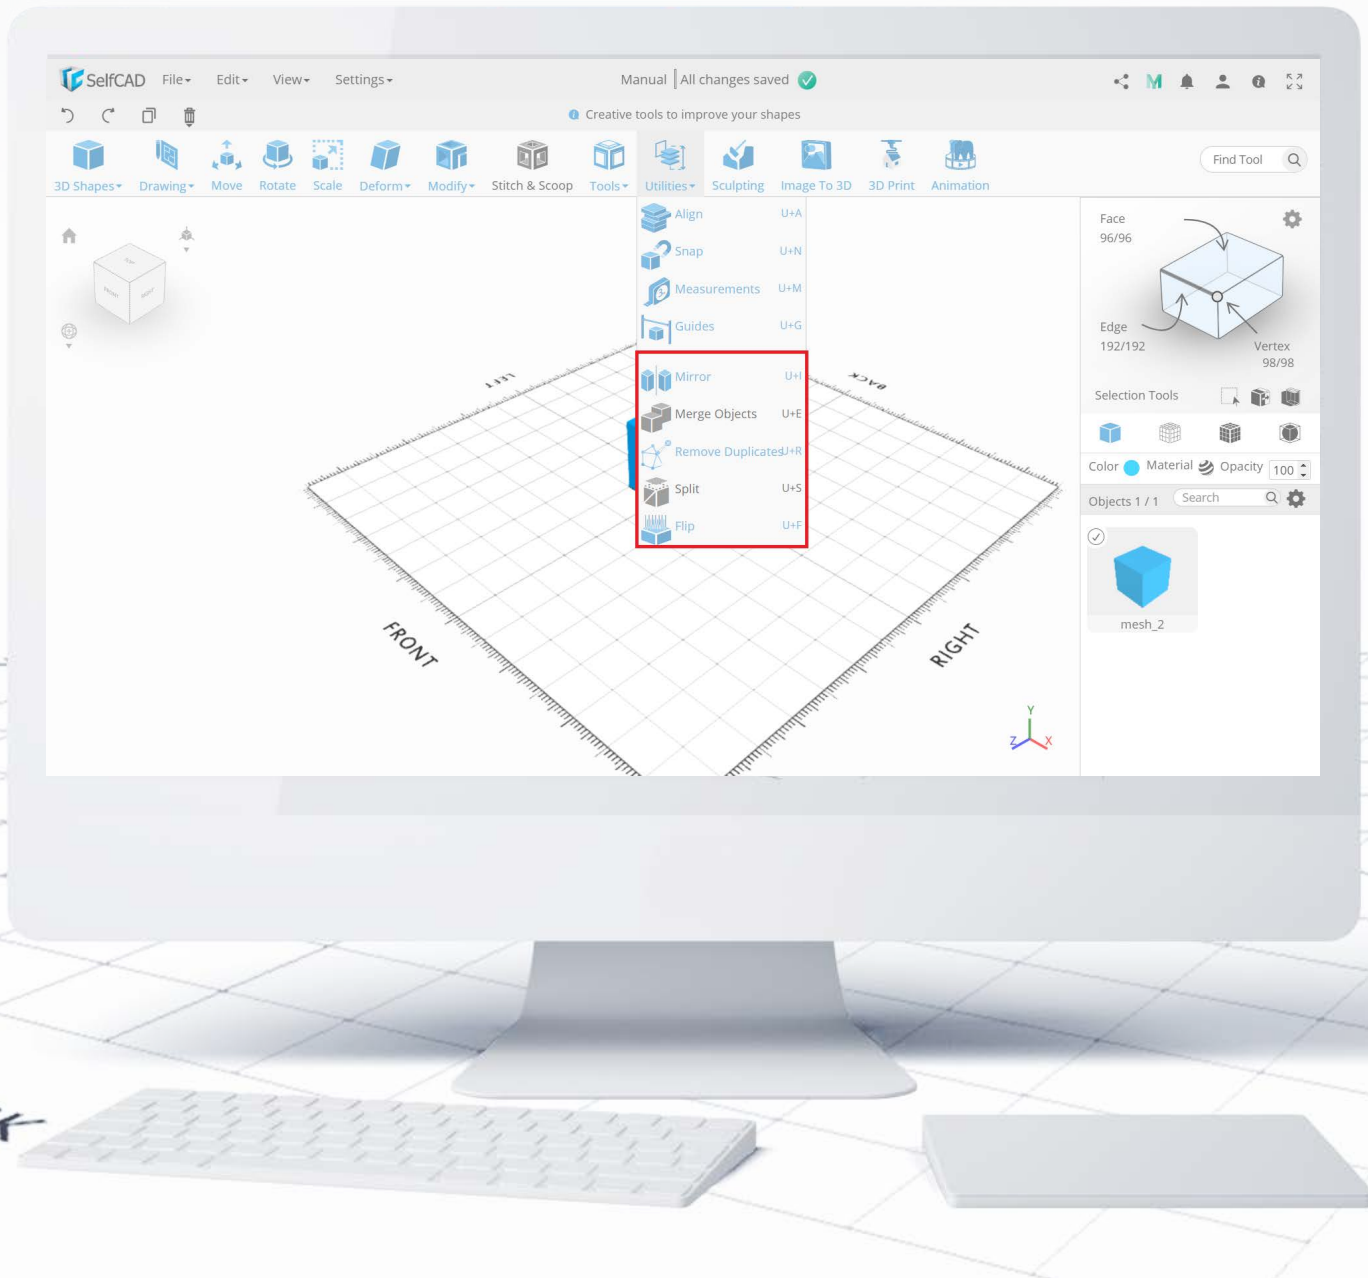 SelfCAD File Edit View Settings Manual All changes saved
Creative tools to improve your shapes
3D Shapes Drawing Move Rotate Scale Deform Modify Stitch & Scoop Tools Utilities Sculpting Image To 3D 3D Print Animation Find Tool
Align U+A
Snap U+N
Measurements U+M
Guides U+G
Mirror U+I
Merge Objects U+E
Remove Duplicates U+R
Split U+S
Flip U+F
TOP
FRONT RIGHT
LEFT
BACK
FRONT
RIGHT
Y
Z X
Face
96/96
Edge
192/192
Vertex
98/98
Selection Tools
Color Material Opacity 100
Objects 1 / 1 Search
mesh_2